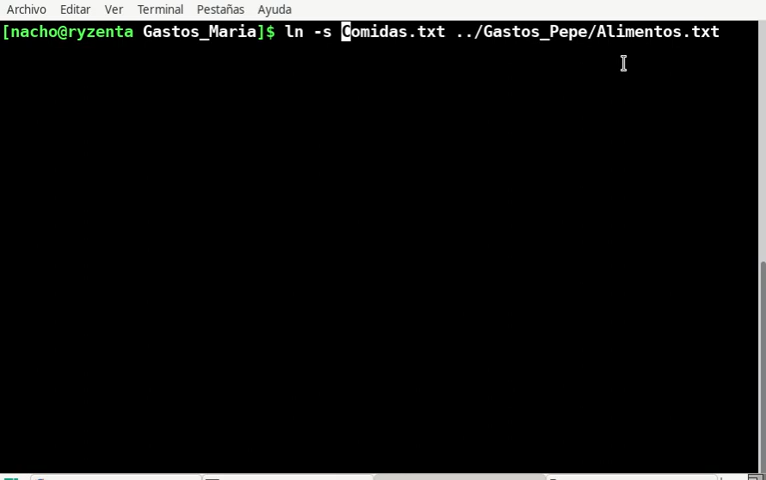 Archivo Editar Ver Terminal Pestañas Ayuda
[nacho@ryzenta Gastos_Maria]$ ln -s Comidas.txt ../Gastos_Pepe/Alimentos.txt